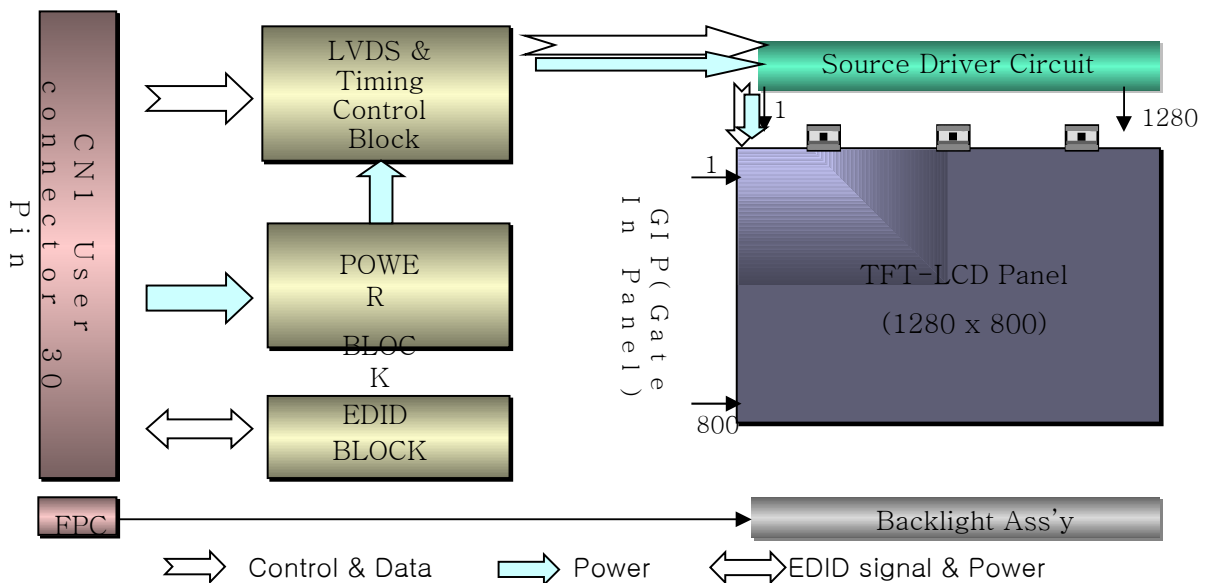 CN1 User
connector 30
Pin
LVDS &
Timing
Control
Block
POWE
R
BLOC
K
EDID
BLOCK
Source Driver Circuit
1
1280
1
GIP(Gate
In Panel)
800
TFT-LCD Panel
(1280 x 800)
FPC
Backlight Ass'y
Control & Data
Power
EDID signal & Power